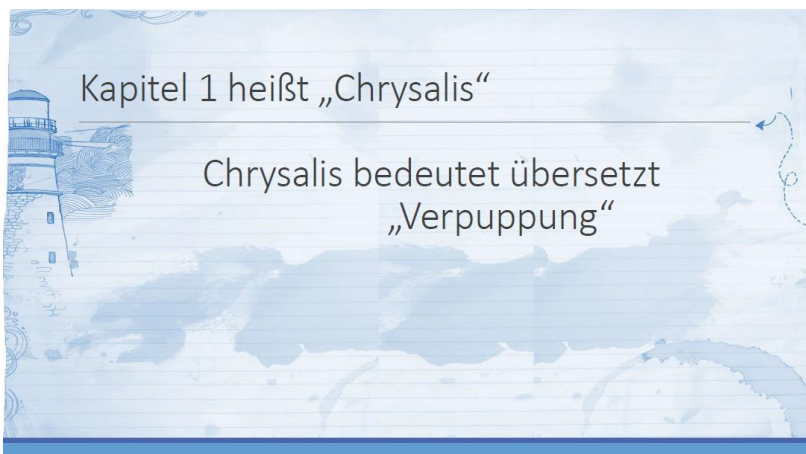 Kapitel 1 heißt „Chrysalis“
Chrysalis bedeutet übersetzt
„Verpuppung“